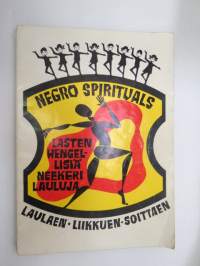 NEGRO SPIRITUALS
LASTEN
HENGEL-
LISIÄ
NEEKERI
LAULUJA
LAULAEN • LIIKKUEN - SOITTAEN